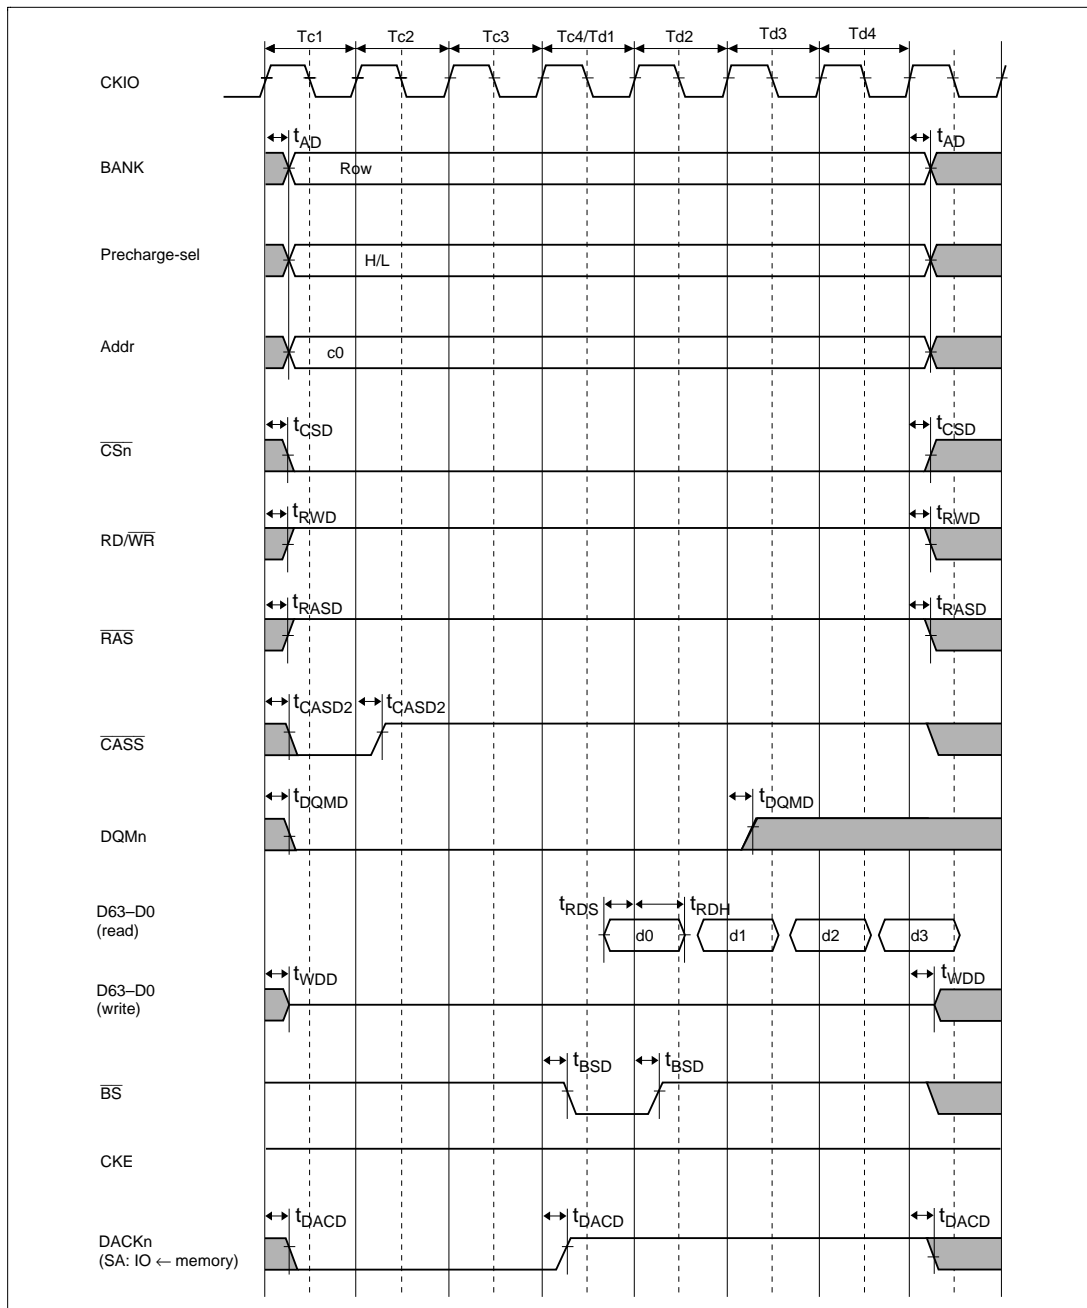 Tc1 Tc2 Tc3 Tc4/Td1 Td2 Td3 Td4
CKIO
tAD tAD
BANK Row
Precharge-sel H/L
Addr c0
tCSD tCSD
CSn
tRWD tRWD
RD/WR
tRASD tRASD
RAS
tCASD2 tCASD2
CASS
tDQMD tDQMD
DQMn
D63–D0
(read)
tRDS tRDH
d0 d1 d2 d3
tWDD tWDD
D63–D0
(write)
tBSD tBSD
BS
CKE
tDACD tDACD tDACD
DACKn
(SA: IO ← memory)